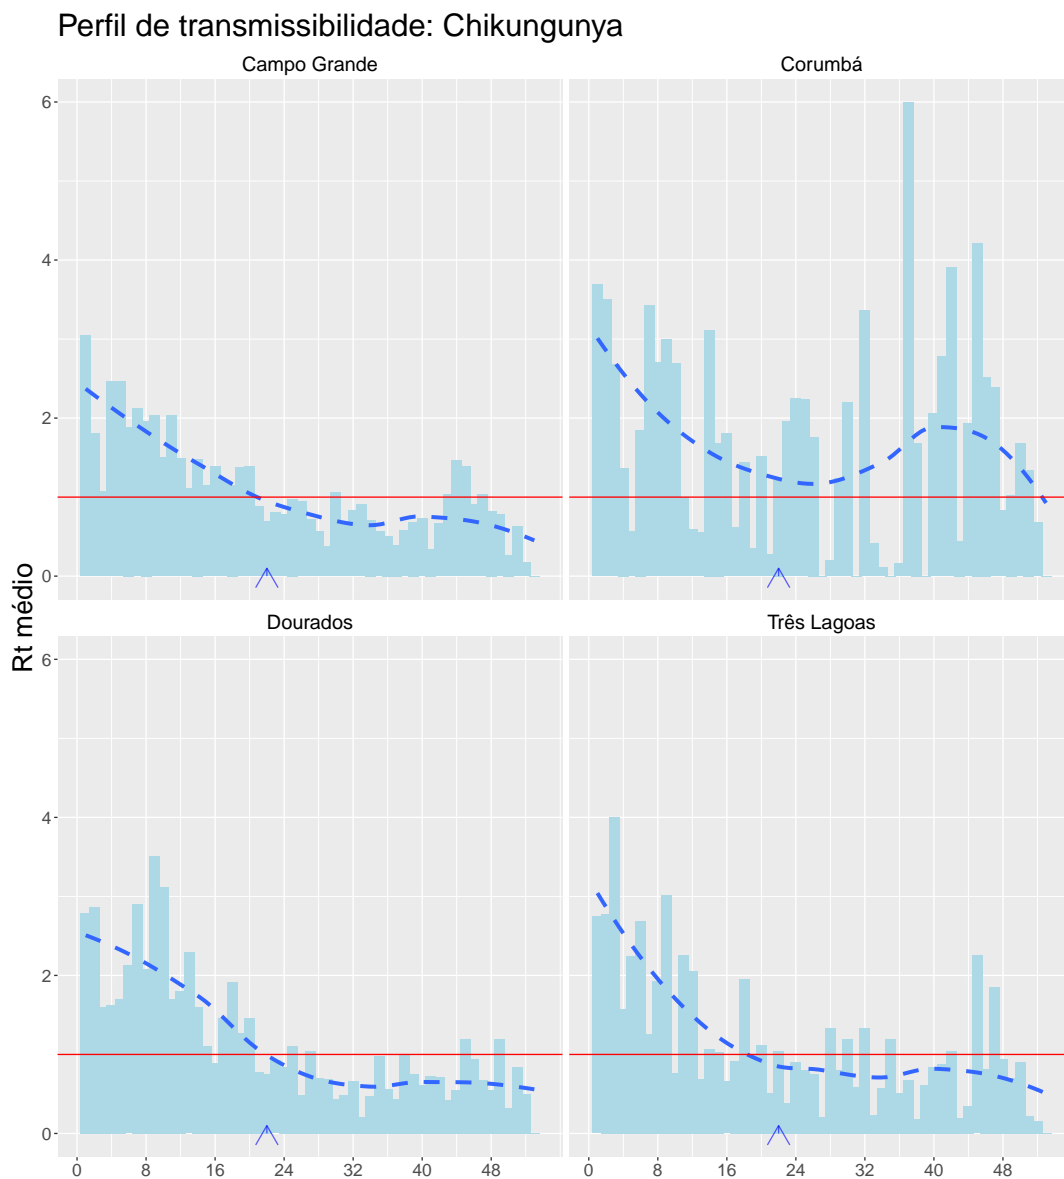 Perfil de transmissibilidade: Chikungunya
Campo Grande
Corumbá
6
4
2
0
Rt médio
Dourados
Três Lagoas
6
4
2
0
0 8 16 24 32 40 48
0 8 16 24 32 40 48